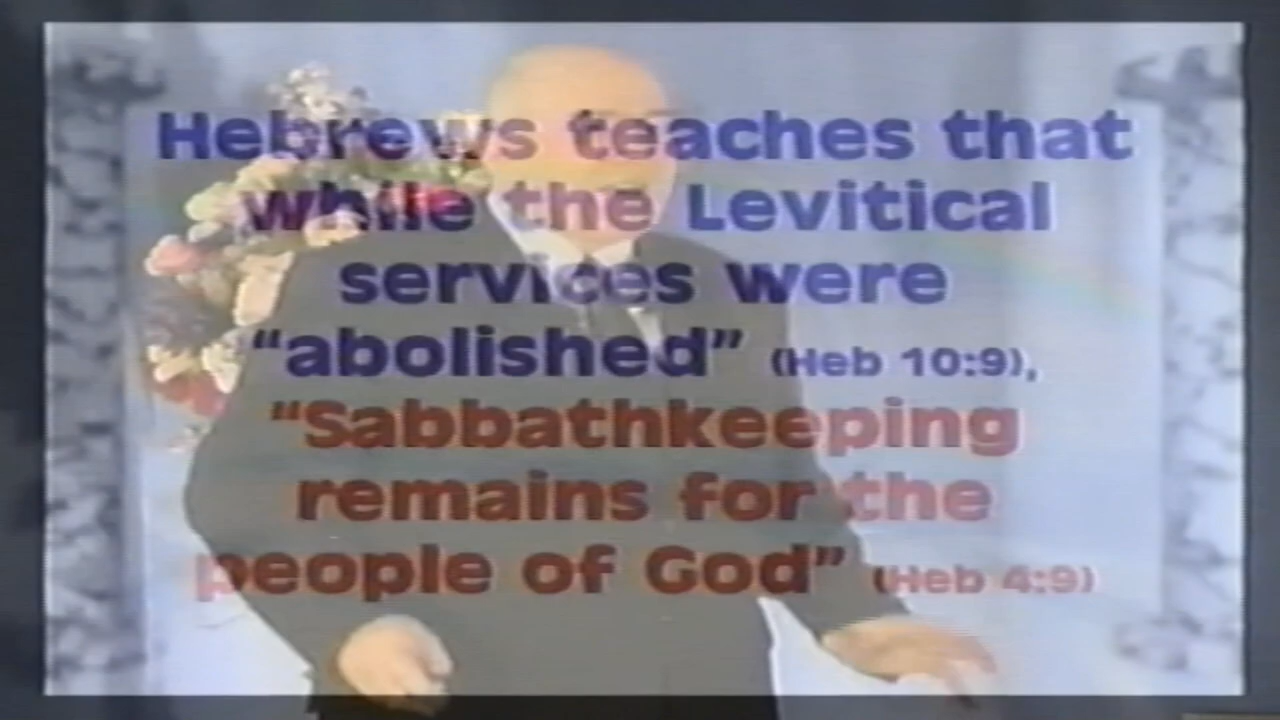 Hebrews teaches that
while the Levitical
services were
“abolished” (Heb 10:9),
“Sabbathkeeping
remains for the
people of God” (Heb 4:9)